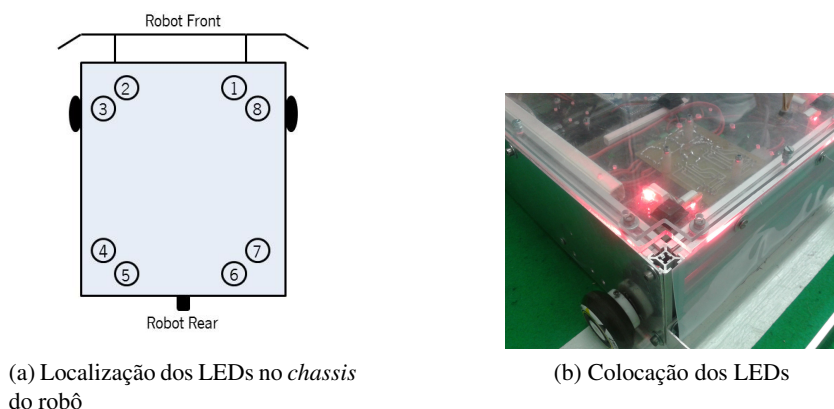 Robot Front
2 1
3 8
4 7
5 6
Robot Rear
(a) Localização dos LEDs no chassis
do robô
(b) Colocação dos LEDs